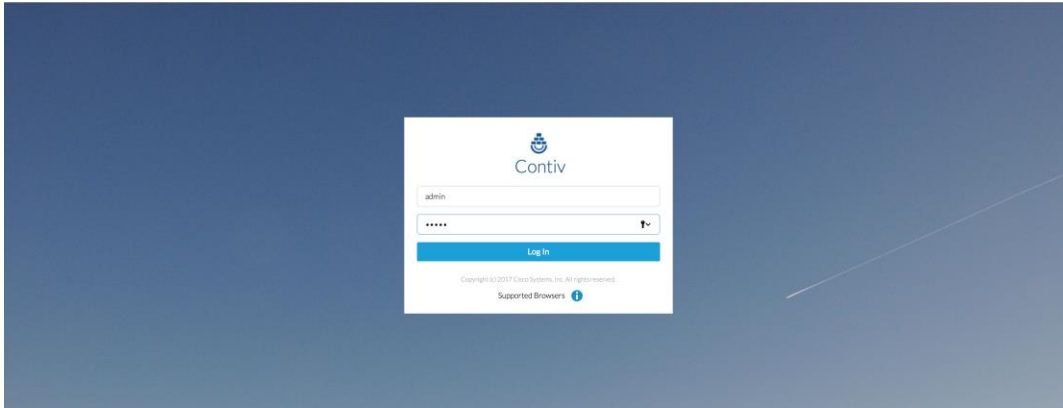 Contiv
admin
•••••
Log In
Copyright (c) 2017 Cisco Systems, Inc. All rights reserved.
Supported Browsers